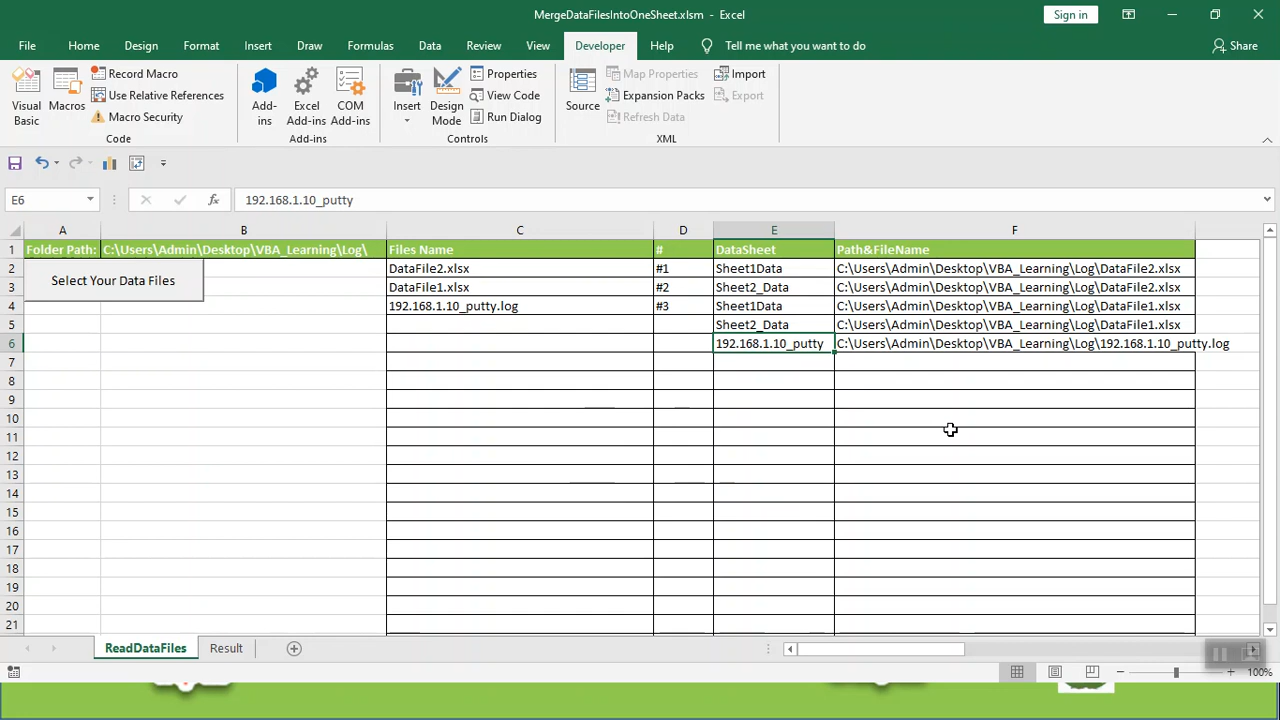 MergeDataFilesIntoOneSheet.xlsm - Excel
Sign in
File Home Design Format Insert Draw Formulas Data Review View Developer Help Tell me what you want to do Share
Visual Basic
Macros
Record Macro
Use Relative References
Macro Security
Code
Add-ins
Excel Add-ins
COM Add-ins
Add-ins
Insert
Design Mode
Properties
View Code
Run Dialog
Controls
Source
Map Properties
Expansion Packs
Refresh Data
Import
Export
XML
E6 fx 192.168.1.10_putty
A B C D E F
1 Folder Path: C:\Users\Admin\Desktop\VBA_Learning\Log\ Files Name # DataSheet Path&FileName
Select Your Data Files
2 DataFile2.xlsx #1 Sheet1Data C:\Users\Admin\Desktop\VBA_Learning\Log\DataFile2.xlsx
3 DataFile1.xlsx #2 Sheet2_Data C:\Users\Admin\Desktop\VBA_Learning\Log\DataFile2.xlsx
4 192.168.1.10_putty.log #3 Sheet1Data C:\Users\Admin\Desktop\VBA_Learning\Log\DataFile1.xlsx
5 Sheet2_Data C:\Users\Admin\Desktop\VBA_Learning\Log\DataFile1.xlsx
6 192.168.1.10_putty C:\Users\Admin\Desktop\VBA_Learning\Log\192.168.1.10_putty.log
7
8
9
10
11
12
13
14
15
16
17
18
19
20
21
ReadDataFiles Result
100%